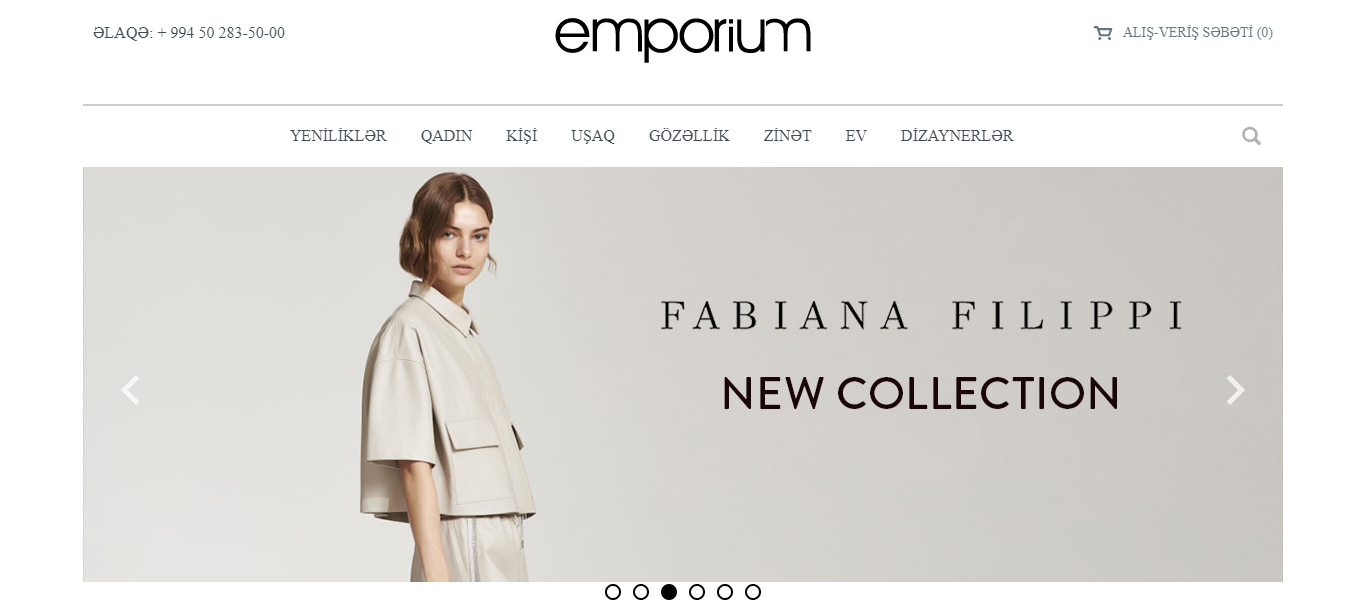 ƏLAQƏ: + 994 50 283-50-00
emporium
ALIŞ-VERİŞ SƏBƏTİ (0)
YENİLİKLƏR QADIN KİŞİ UŞAQ GÖZƏLLİK ZİNƏT EV DİZAYNERLƏR
FABIANA FILIPPI
NEW COLLECTION